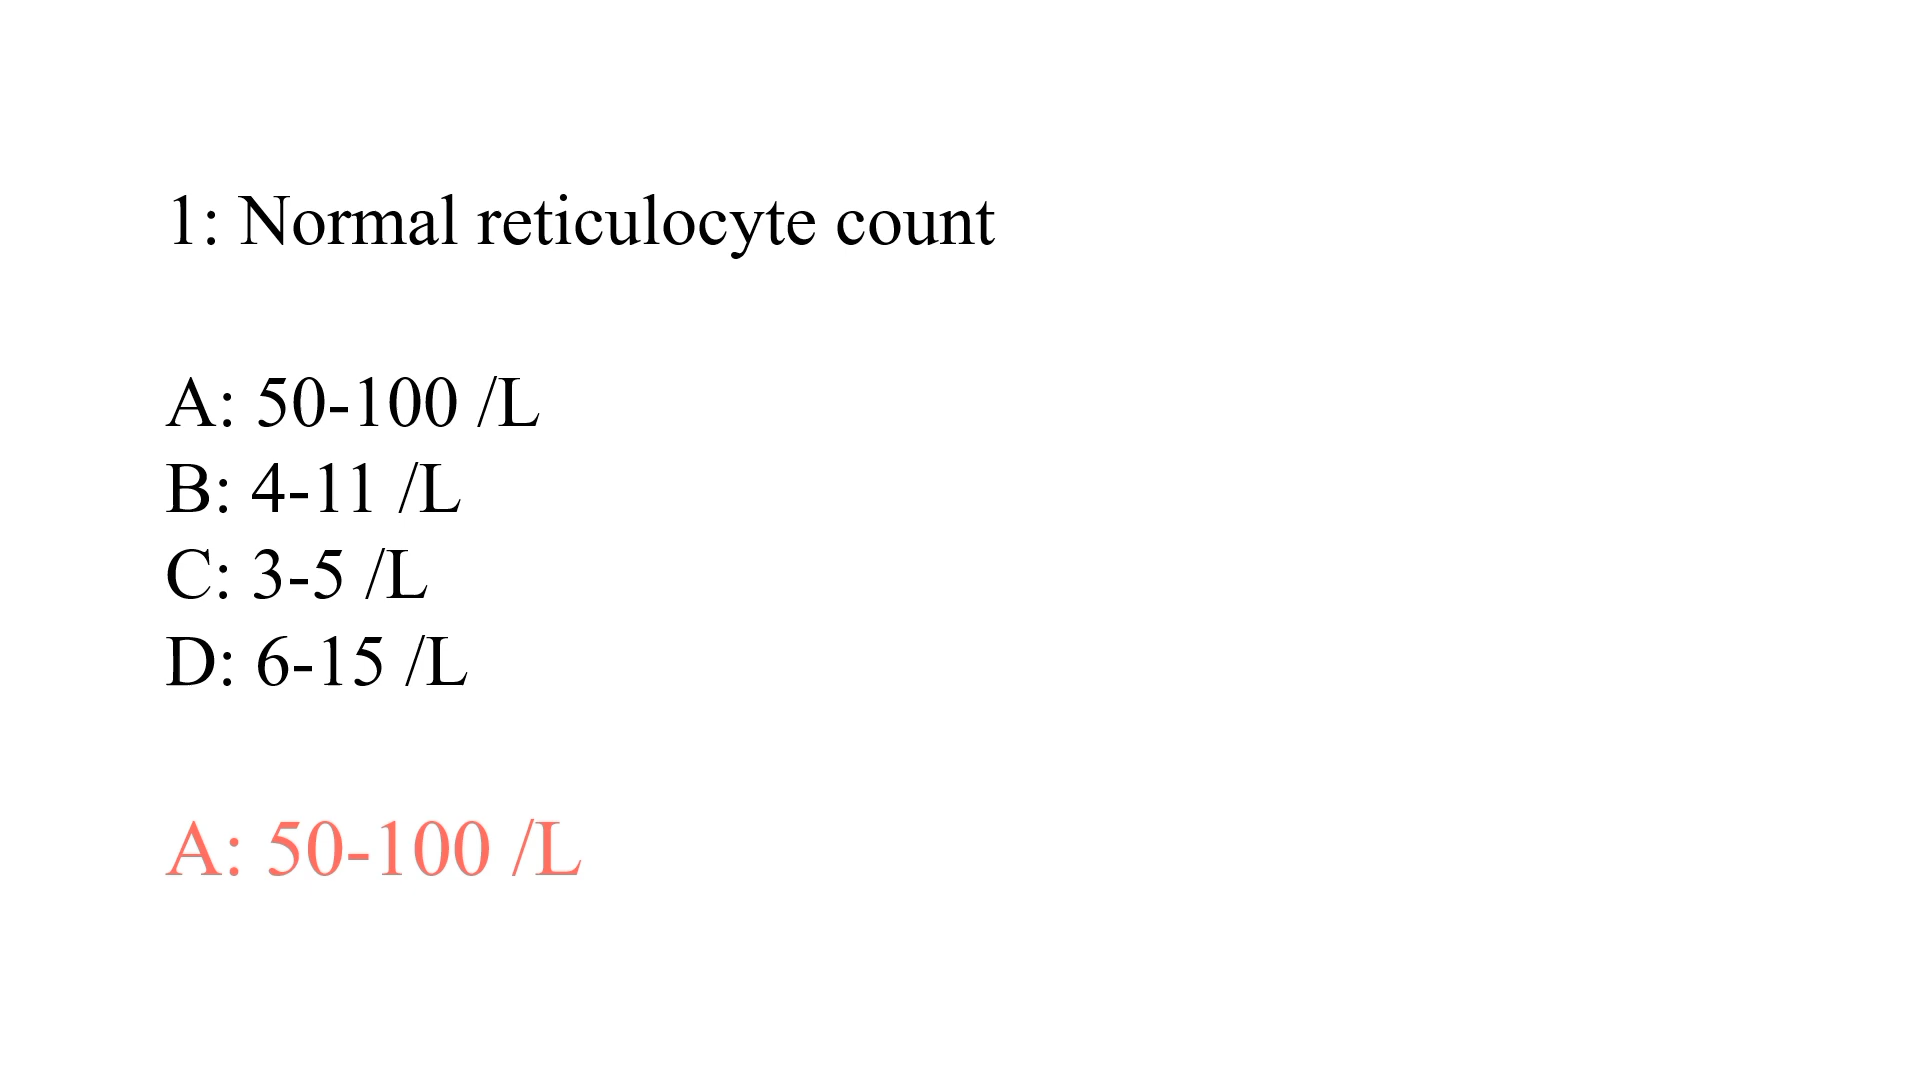 1: Normal reticulocyte count
A: 50-100 /L
B: 4-11 /L
C: 3-5 /L
D: 6-15 /L
A: 50-100 /L